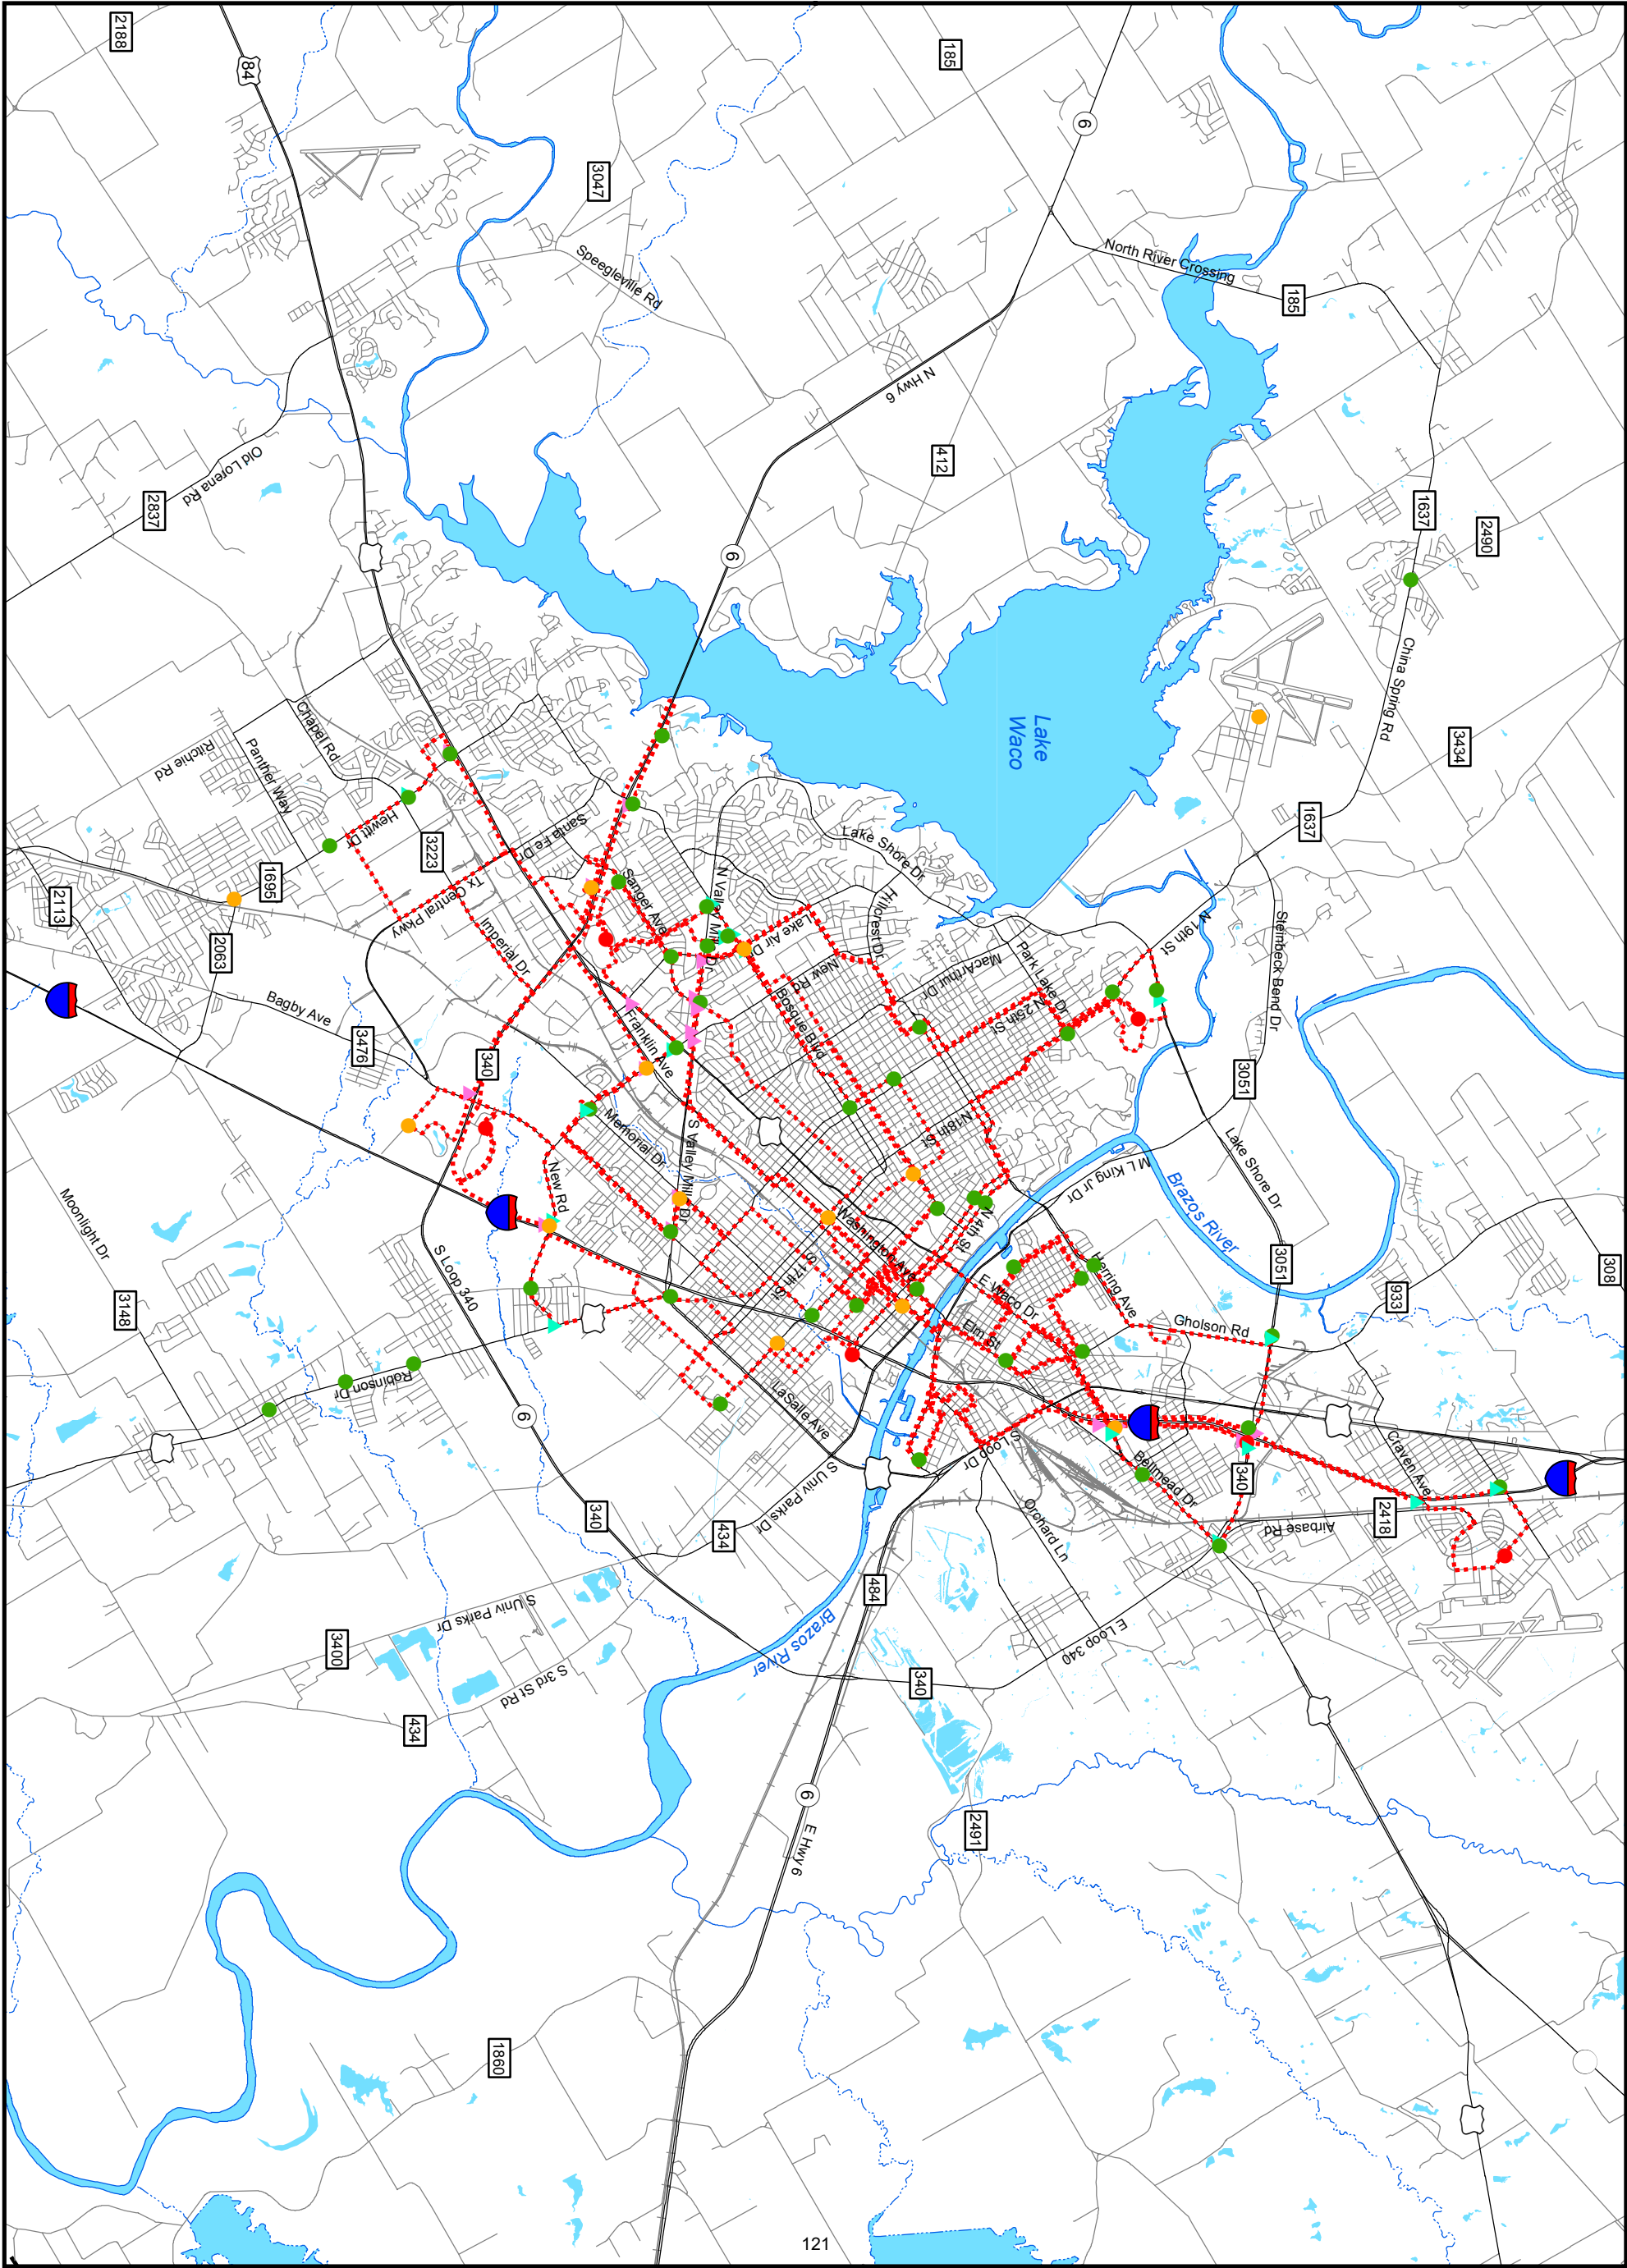 2188
84
185
6
3047
Speegleville Rd
North River Crossing
185
N Hwy 6
412
Old Lorena Rd
2837
1637
2490
6
China Spring Rd
3434
Lake
Waco
Chapel Rd
Ritchie Rd
Panther Way
Hewitt Dr
3223
Santa Fe Dr
1637
Lake Shore Dr
1695
2113
Tx Central Pkwy
Sanger Ave
N Valley Mills Dr
Hillcrest Dr
Lake Air Dr
N 19th St
Steinbeck Bend Dr
2063
Imperial Dr
New Rd
MacArthur Dr
Park Lake Dr
Bagby Ave
3476
Franklin Ave
Bosque Blvd
N 25th St
340
3051
Memorial Dr
S Valley Mills Dr
N 18th St
M L King Jr Dr
Lake Shore Dr
Brazos River
New Rd
Moonlight Dr
Washington Ave
N 4th St
S Loop 340
S 17th St
E Waco Dr
Herring Ave
3051
308
933
3148
Elm St
Gholson Rd
Robinson Dr
6
LaSalle Ave
S Loop Dr
Bellmead Dr
340
Craven Ave
S Univ Parks Dr
340
434
Orchard Ln
Airbase Rd
2418
484
S Univ Parks Dr
Brazos River
E Loop 340
3400
S 3rd St Rd
340
434
6
E Hwy 6
2491
1860
121